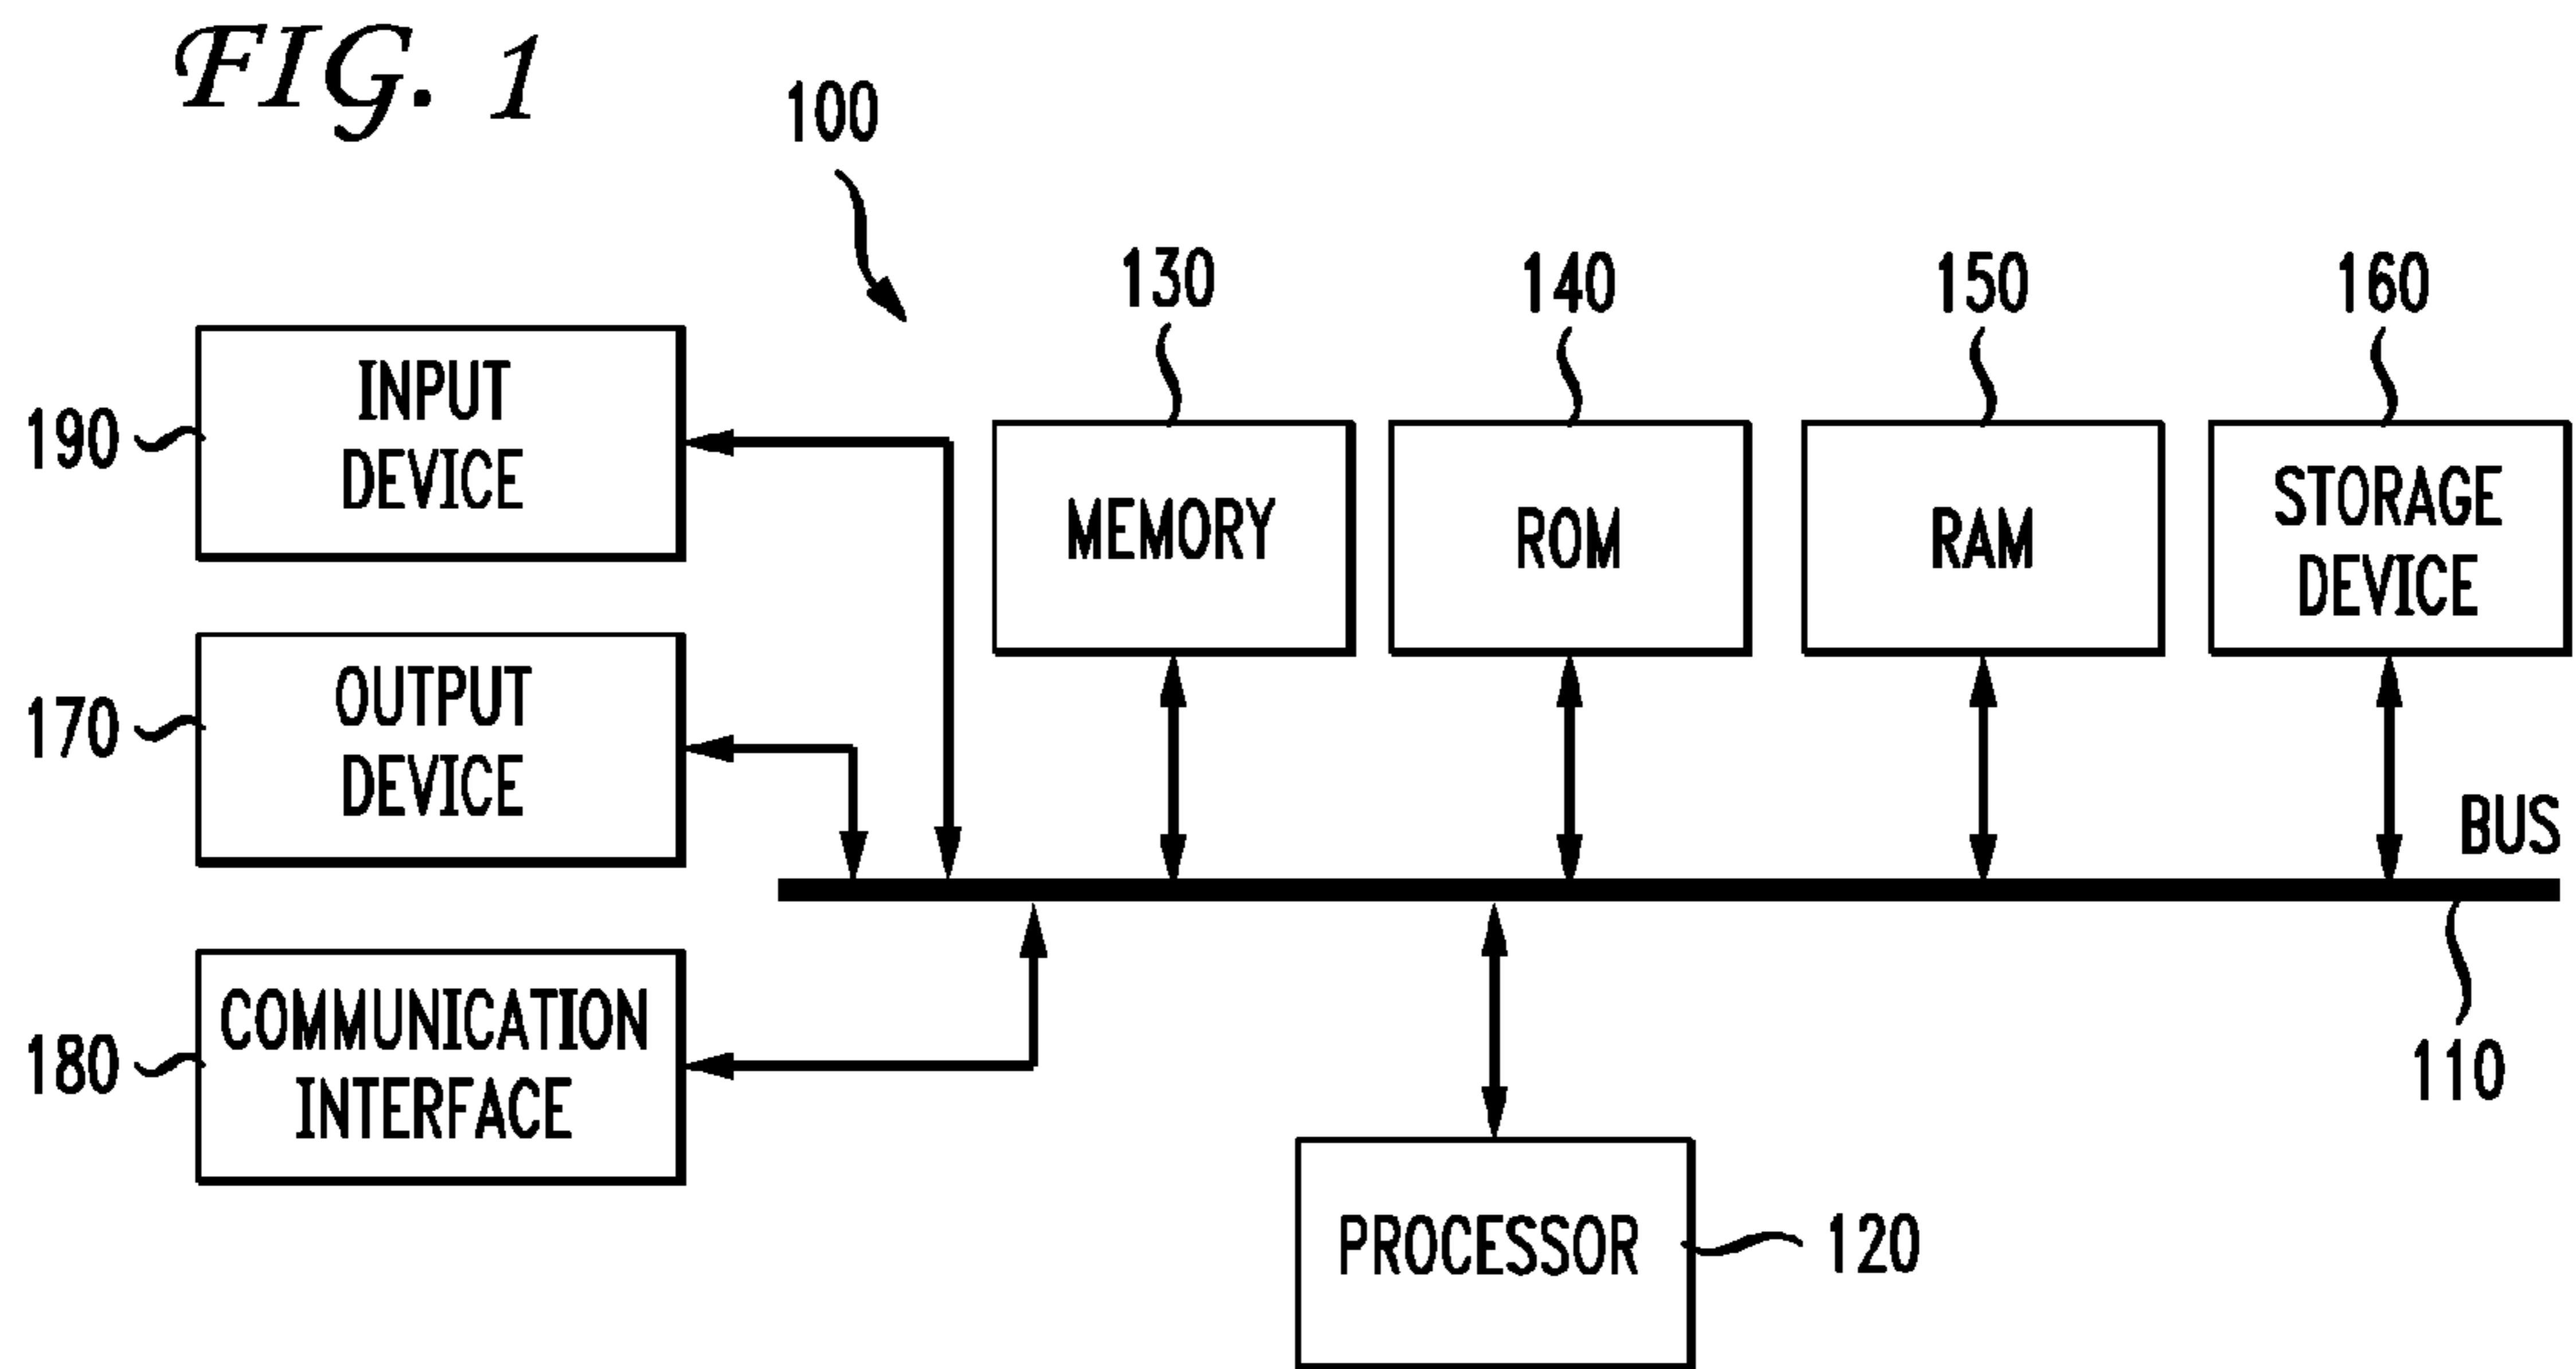 FIG. 1
100
130
140
150
160
190
INPUT
DEVICE
MEMORY
ROM
RAM
STORAGE
DEVICE
170
OUTPUT
DEVICE
BUS
180
COMMUNICATION
INTERFACE
110
PROCESSOR
120